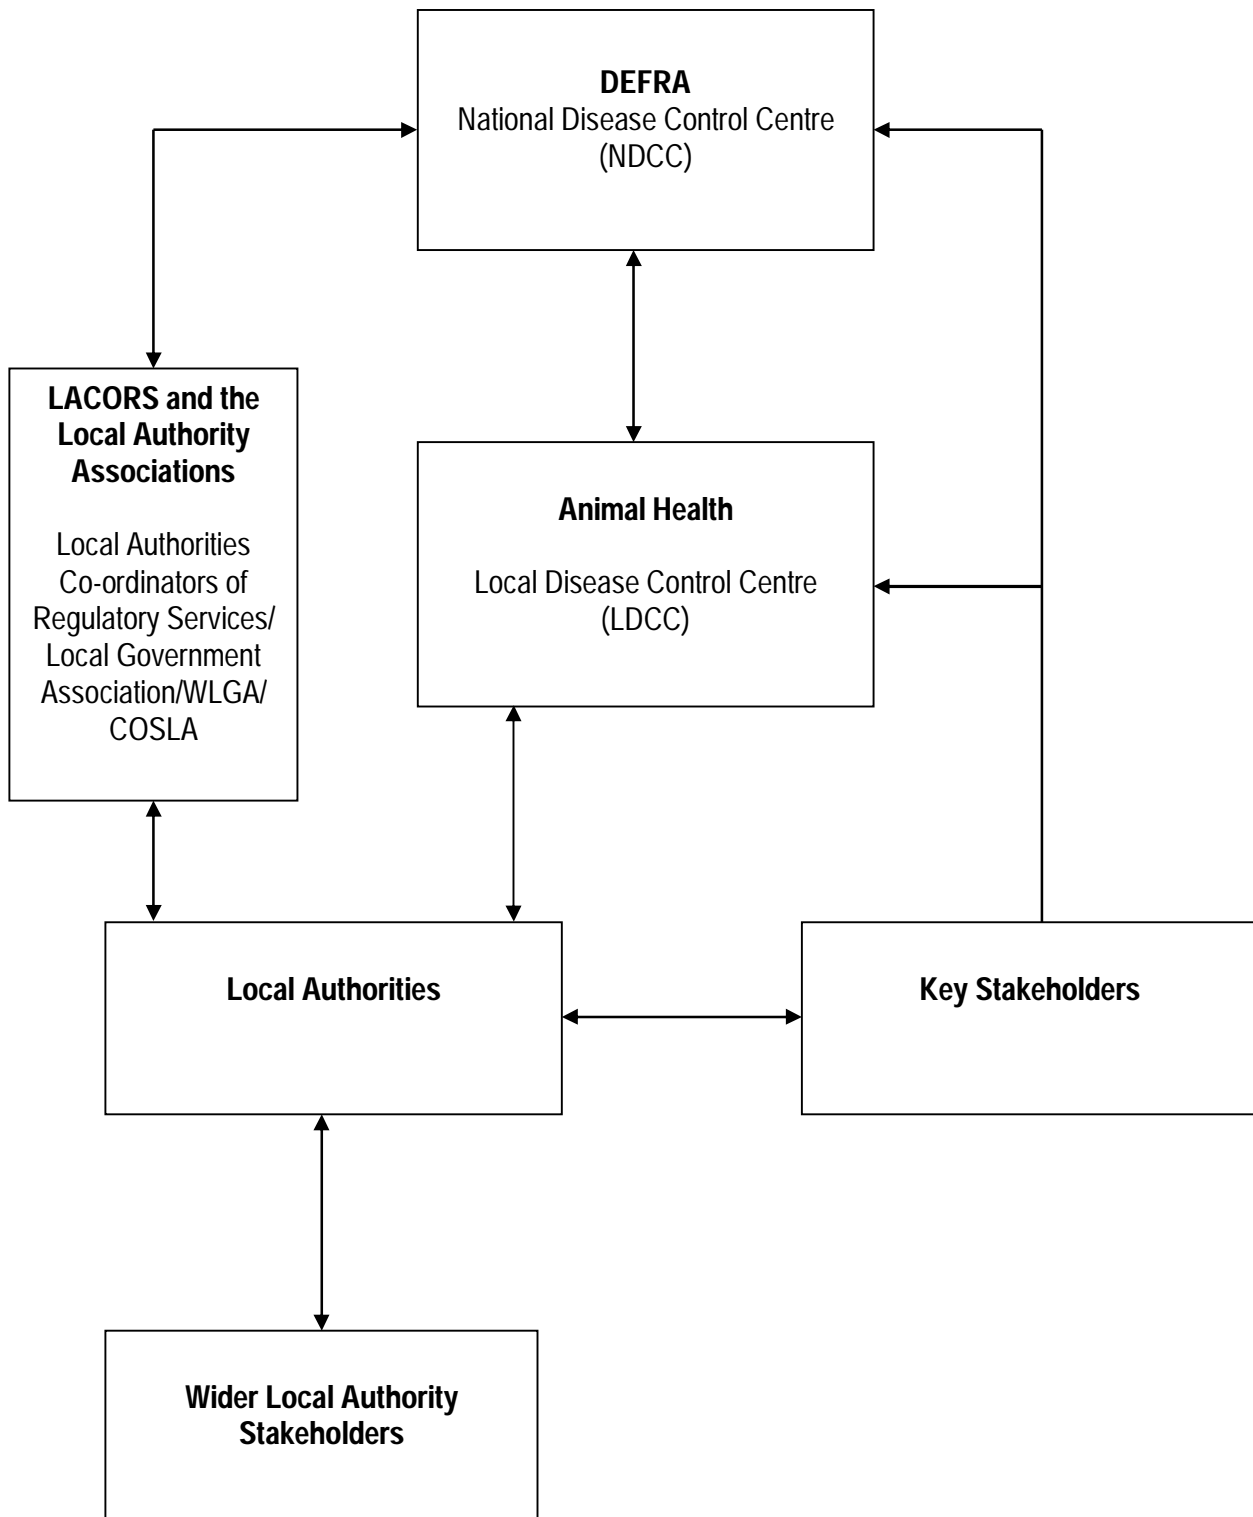 DEFRA
National Disease Control Centre
(NDCC)
LACORS and the
Local Authority
Associations
Local Authorities
Co-ordinators of
Regulatory Services/
Local Government
Association/WLGA/
COSLA
Animal Health
Local Disease Control Centre
(LDCC)
Local Authorities
Key Stakeholders
Wider Local Authority
Stakeholders